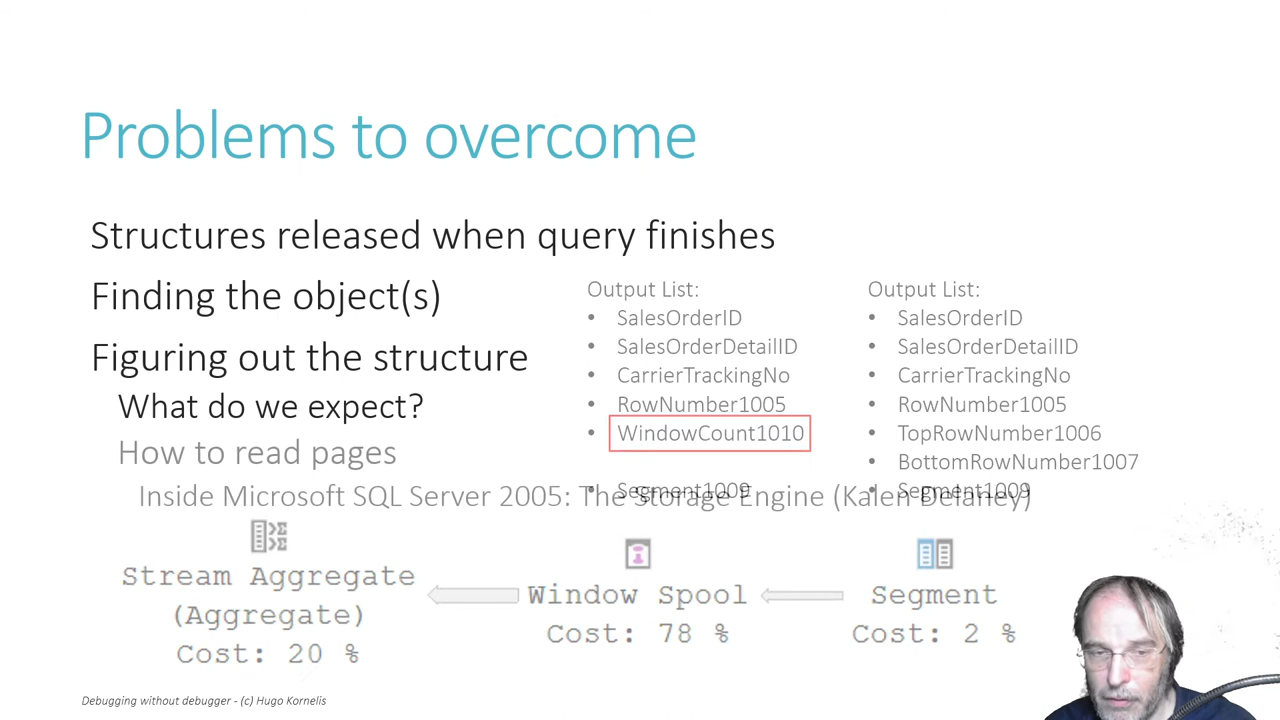 Problems to overcome
Structures released when query finishes
Finding the object(s)
Figuring out the structure
What do we expect?
How to read pages
Inside Microsoft SQL Server 2005: The Storage Engine (Kalen Delaney)
Output List:
• SalesOrderID
• SalesOrderDetailID
• CarrierTrackingNo
• RowNumber1005
• WindowCount1010
• Segment1009
Output List:
• SalesOrderID
• SalesOrderDetailID
• CarrierTrackingNo
• RowNumber1005
• TopRowNumber1006
• BottomRowNumber1007
• Segment1009
Stream Aggregate
(Aggregate)
Cost: 20 %
Window Spool
Cost: 78 %
Segment
Cost: 2 %
Debugging without debugger - (c) Hugo Kornelis